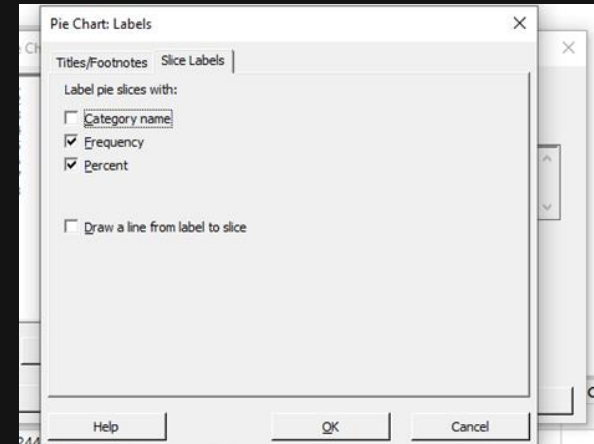 Pie Chart: Labels
Titles/Footnotes Slice Labels
Label pie slices with:
Category name
Frequency
Percent
Draw a line from label to slice
Help OK Cancel